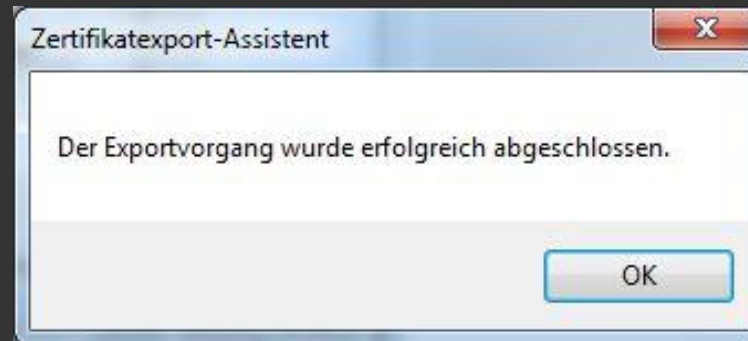 Zertifikatexport-Assistent
Der Exportvorgang wurde erfolgreich abgeschlossen.
OK